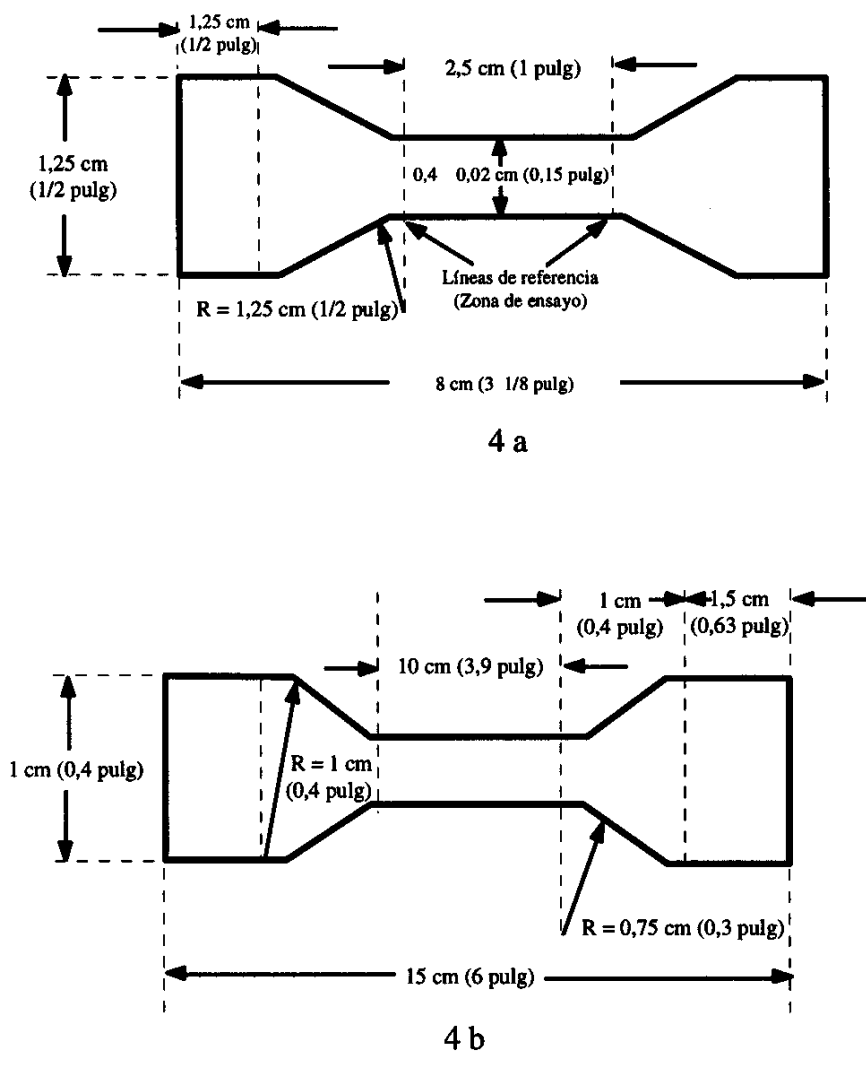 1,25 cm
(1/2 pulg)
2,5 cm (1 pulg)
1,25 cm
(1/2 pulg)
0,4 0,02 cm (0,15 pulg)
Líneas de referencia
(Zona de ensayo)
R = 1,25 cm (1/2 pulg)
8 cm (3 1/8 pulg)
4 a
1 cm
(0,4 pulg)
1,5 cm
(0,63 pulg)
10 cm (3,9 pulg)
1 cm (0,4 pulg)
R = 1 cm
(0,4 pulg)
R = 0,75 cm (0,3 pulg)
15 cm (6 pulg)
4 b